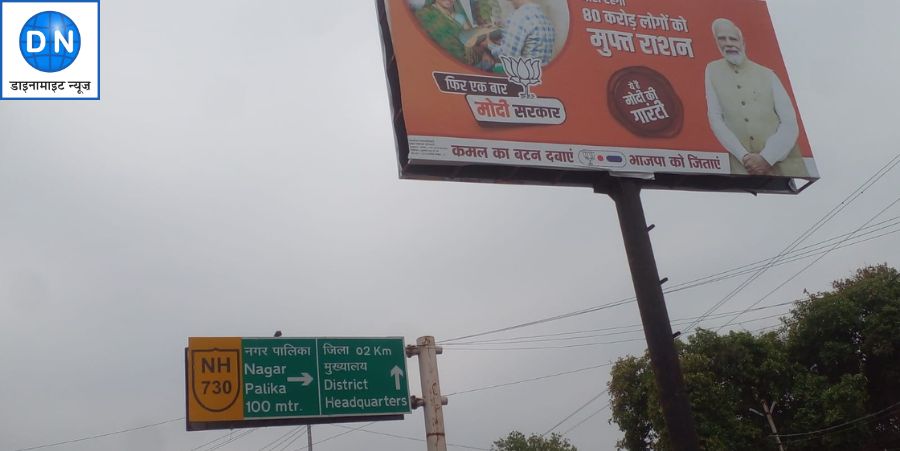 DN
डाइनामाइट न्यूज
80 करोड़ लोगों को
मुफ्त राशन
फिर एक बार
मोदी सरकार
ये है
मोदी की
गारंटी
कमल का बटन दबाएं भाजपा को जिताएं
NH
730
नगर पालिका
Nagar
Palika
100 mtr.
जिला 02 Km
मुख्यालय
District
Headquarters